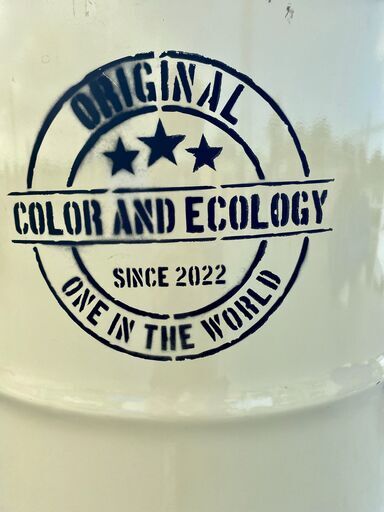 ORIGINAL
COLOR AND ECOLOGY
SINCE 2022
ONE IN THE WORLD